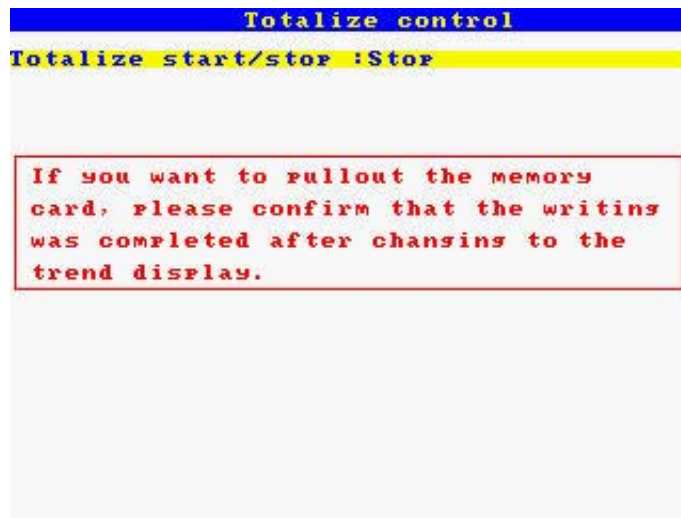 Totalize control
Totalize start/stop :Stop
If you want to pullout the memory
card, please confirm that the writing
was completed after changing to the
trend display.